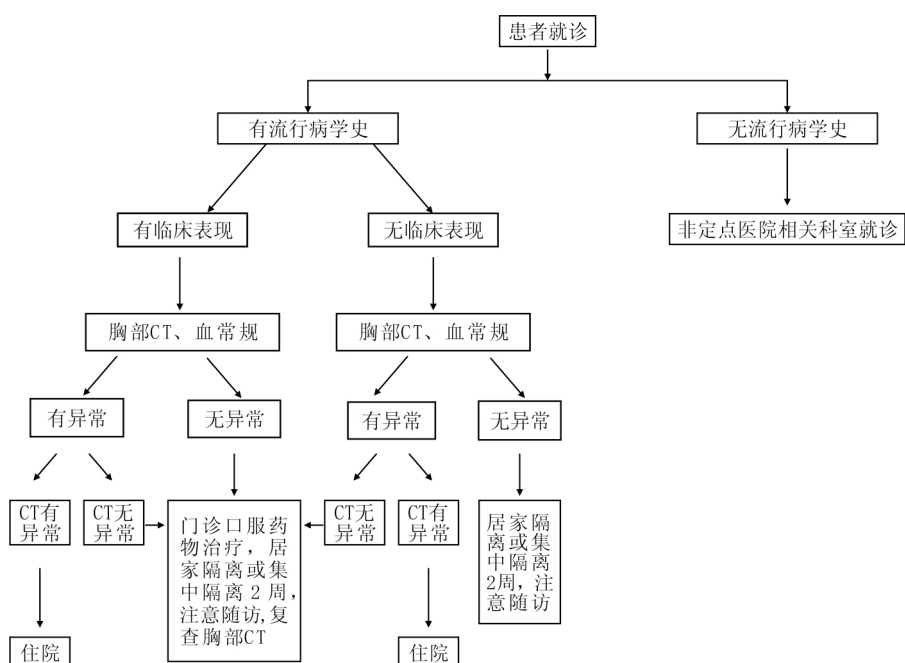 患者就诊
有流行病学史
无流行病学史
有临床表现
无临床表现
非定点医院相关科室就诊
胸部CT、血常规
胸部CT、血常规
有异常
无异常
有异常
无异常
CT有
异常
CT无
异常
门诊口服药
物治疗，居
家隔离或集
中隔离2周，
注意随访,复
查胸部CT
CT无
异常
CT有
异常
居家隔
离或集
中隔离
2周，注
意随访
住院
住院